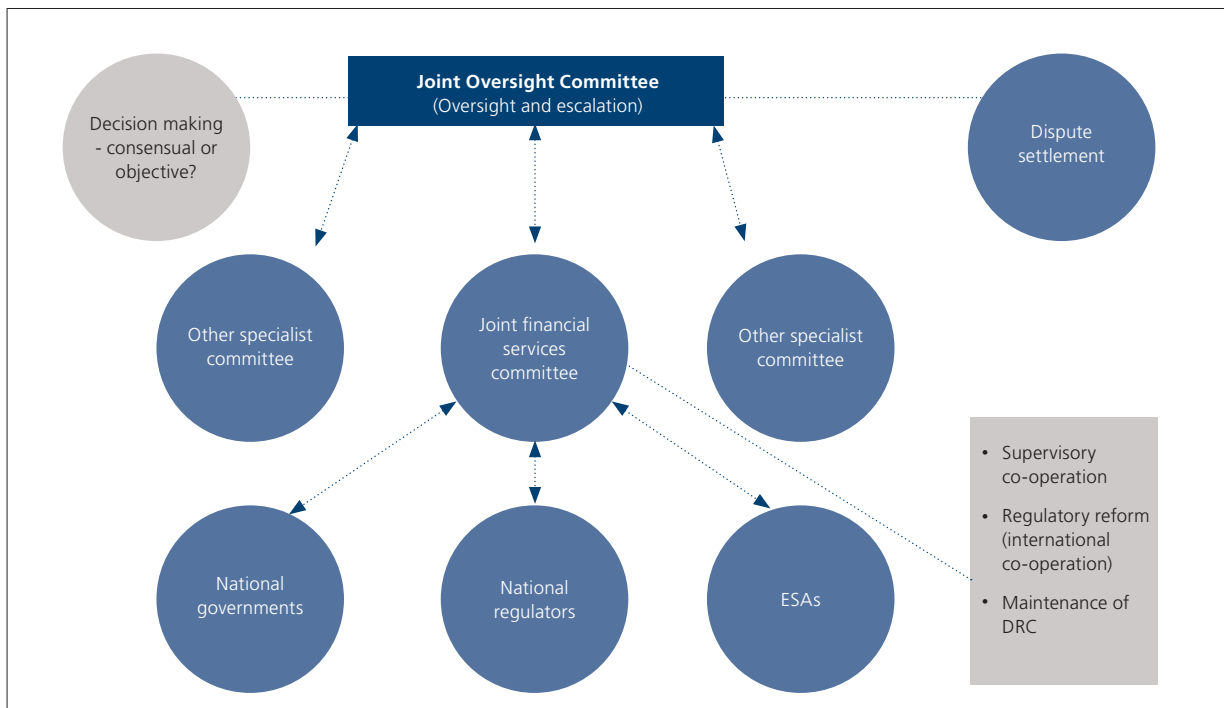 Joint Oversight Committee
(Oversight and escalation)
Decision making
- consensual or
objective?
Dispute
settlement
Other specialist
committee
Joint financial
services
committee
Other specialist
committee
• Supervisory
co-operation
• Regulatory reform
(international
co-operation)
• Maintenance of
DRC
National
governments
National
regulators
ESAs